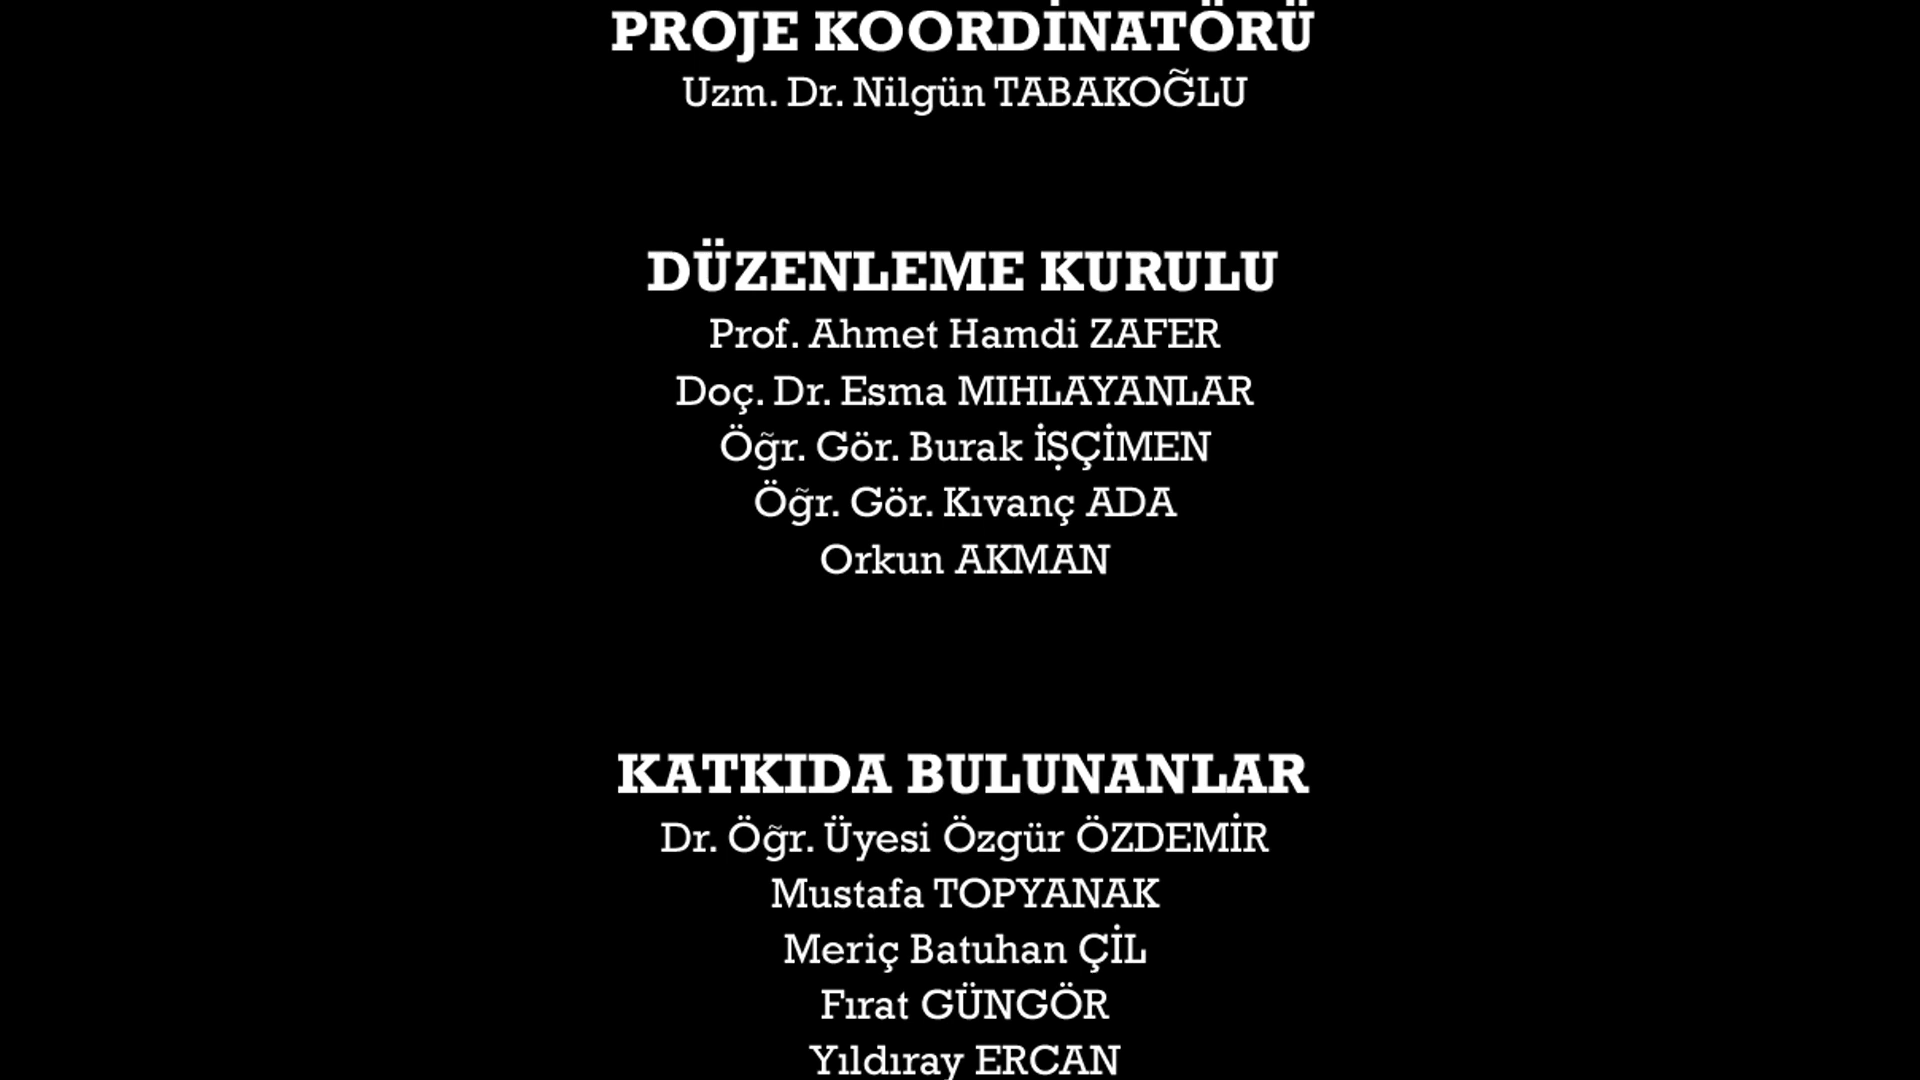 PROJE KOORDİNATÖRÜ
Uzm. Dr. Nilgün TABAKOĞLU
DÜZENLEME KURULU
Prof. Ahmet Hamdi ZAFER
Doç. Dr. Esma MIHLAYANLAR
Öğr. Gör. Burak İŞÇİMEN
Öğr. Gör. Kıvanç ADA
Orkun AKMAN
KATKIDA BULUNANLAR
Dr. Öğr. Üyesi Özgür ÖZDEMİR
Mustafa TOPYANAK
Meriç Batuhan ÇİL
Fırat GÜNGÖR
Yıldıray ERCAN